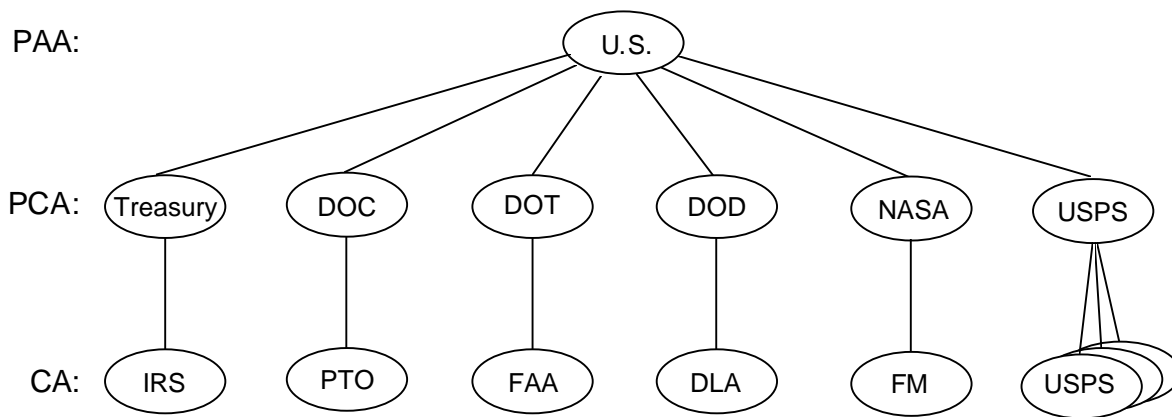 PAA: U.S.
PCA: Treasury DOC DOT DOD NASA USPS
CA: IRS PTO FAA DLA FM USPS